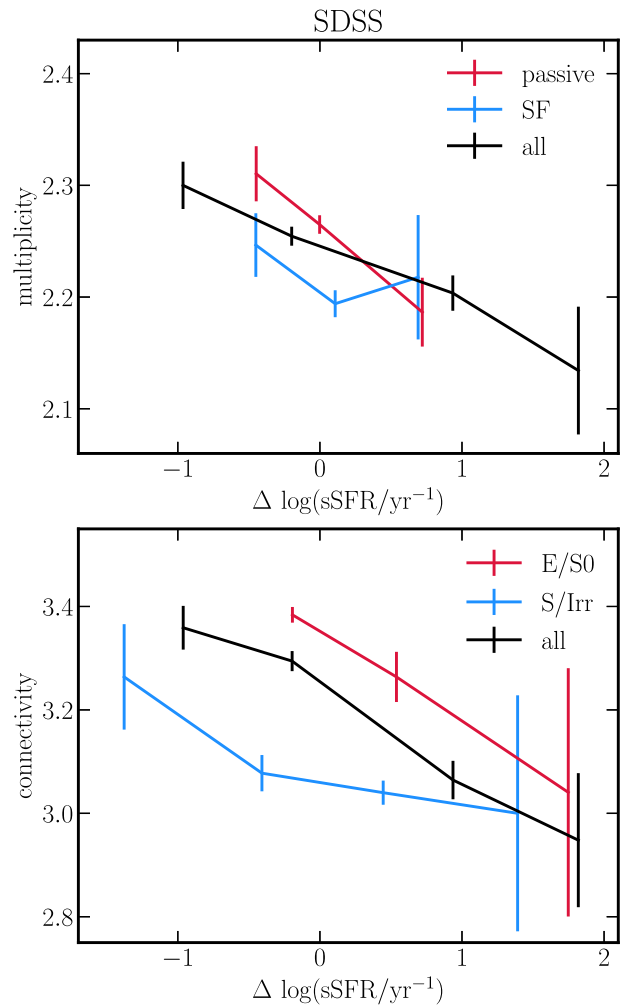 SDSS
passive
SF
all
2.4
2.3
2.2
2.1
multiplicity
−1
0
1
2
Δ log(sSFR/yr⁻¹)
E/S0
S/Irr
all
3.4
3.2
3.0
2.8
connectivity
−1
0
1
2
Δ log(sSFR/yr⁻¹)